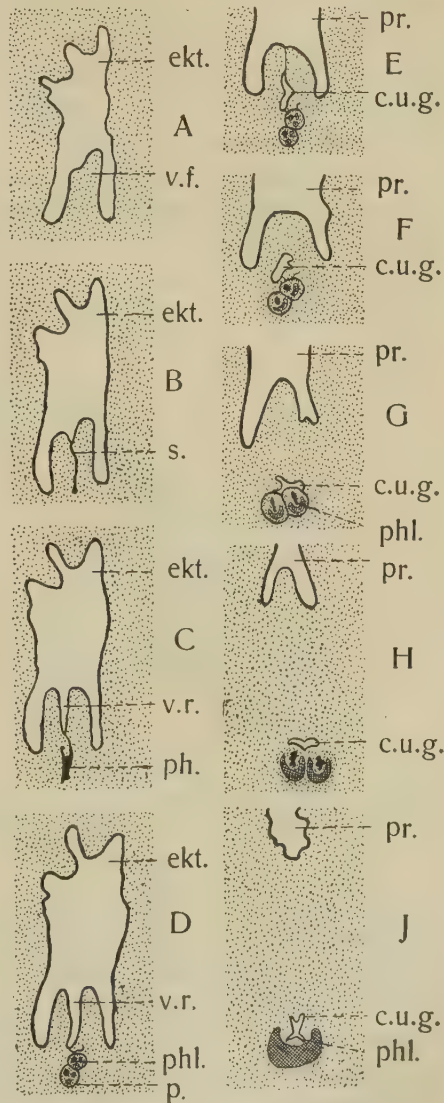 ekt.
A
v.f.
ekt.
B
s.
ekt.
C
v.r.
ph.
ekt.
D
v.r.
phl.
p.
pr.
E
c.u.g.
pr.
F
c.u.g.
pr.
G
c.u.g.
phl.
pr.
H
c.u.g.
pr.
J
c.u.g.
phl.